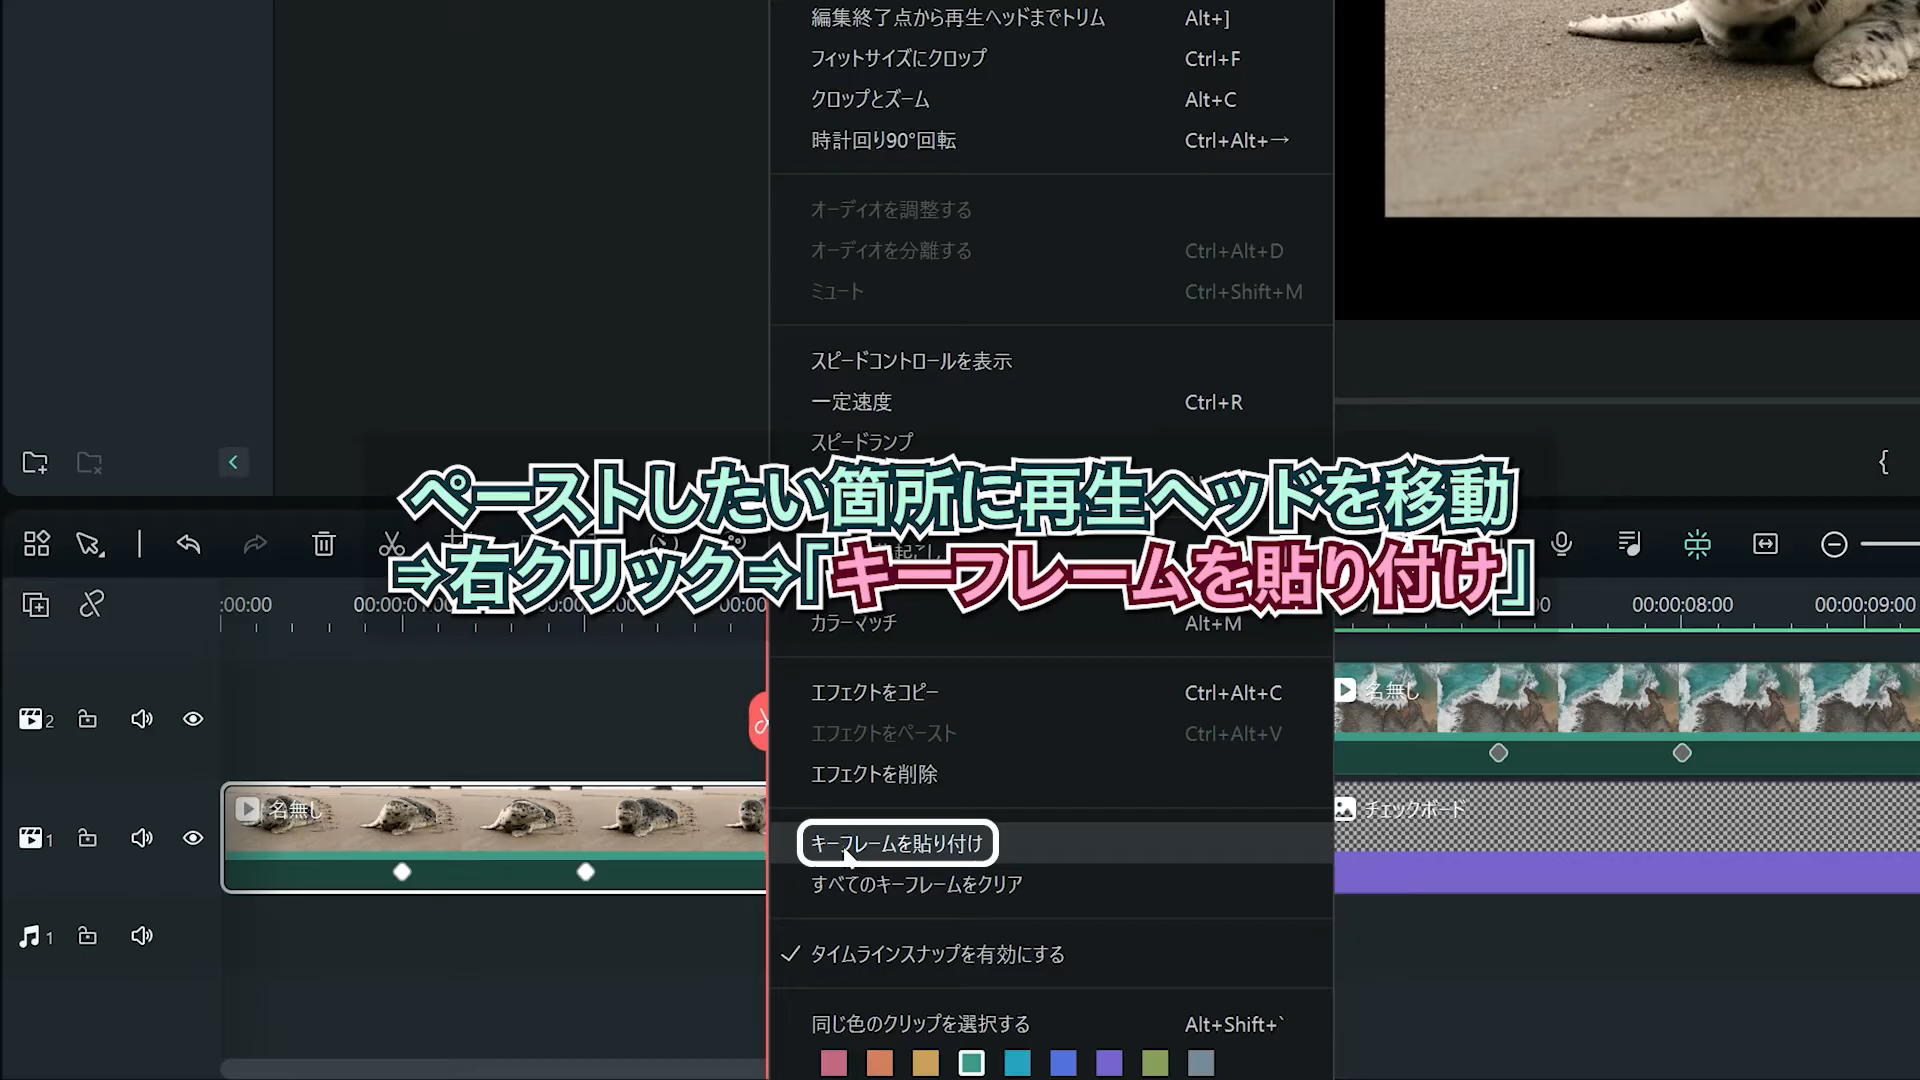 編集終了点から再生ヘッドまでトリム Alt+]
フィットサイズにクロップ Ctrl+F
クロップとズーム Alt+C
時計回り90°回転 Ctrl+Alt+→
オーディオを調整する
オーディオを分離する Ctrl+Alt+D
ミュート Ctrl+Shift+M
スピードコントロールを表示
一定速度 Ctrl+R
スピードランプ
ペーストしたい箇所に再生ヘッドを移動
⇨右クリック⇨「キーフレームを貼り付け」
:00:00
00:00:08:00
00:00:09:00
カラーマッチ Alt+M
エフェクトをコピー Ctrl+Alt+C
エフェクトをペースト Ctrl+Alt+V
エフェクトを削除
キーフレームを貼り付け
すべてのキーフレームをクリア
タイムラインスナップを有効にする
同じ色のクリップを選択する Alt+Shift+`
2
名無し
1
名無し
チェックボード
1